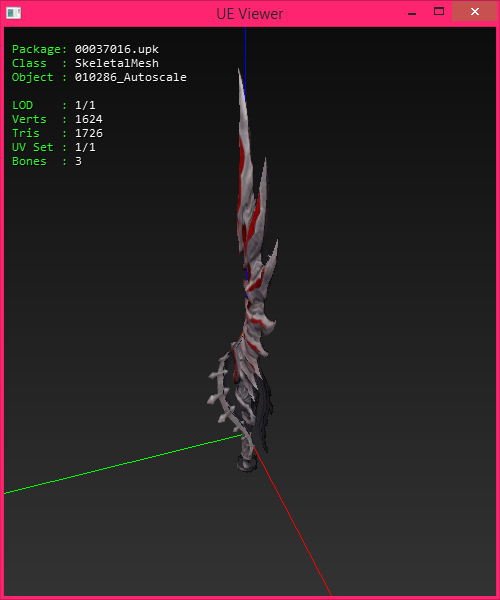 UE Viewer
Package: 00037016.upk
Class  : SkeletalMesh
Object : 010286_Autoscale
LOD    : 1/1
Verts  : 1624
Tris   : 1726
UV Set : 1/1
Bones  : 3